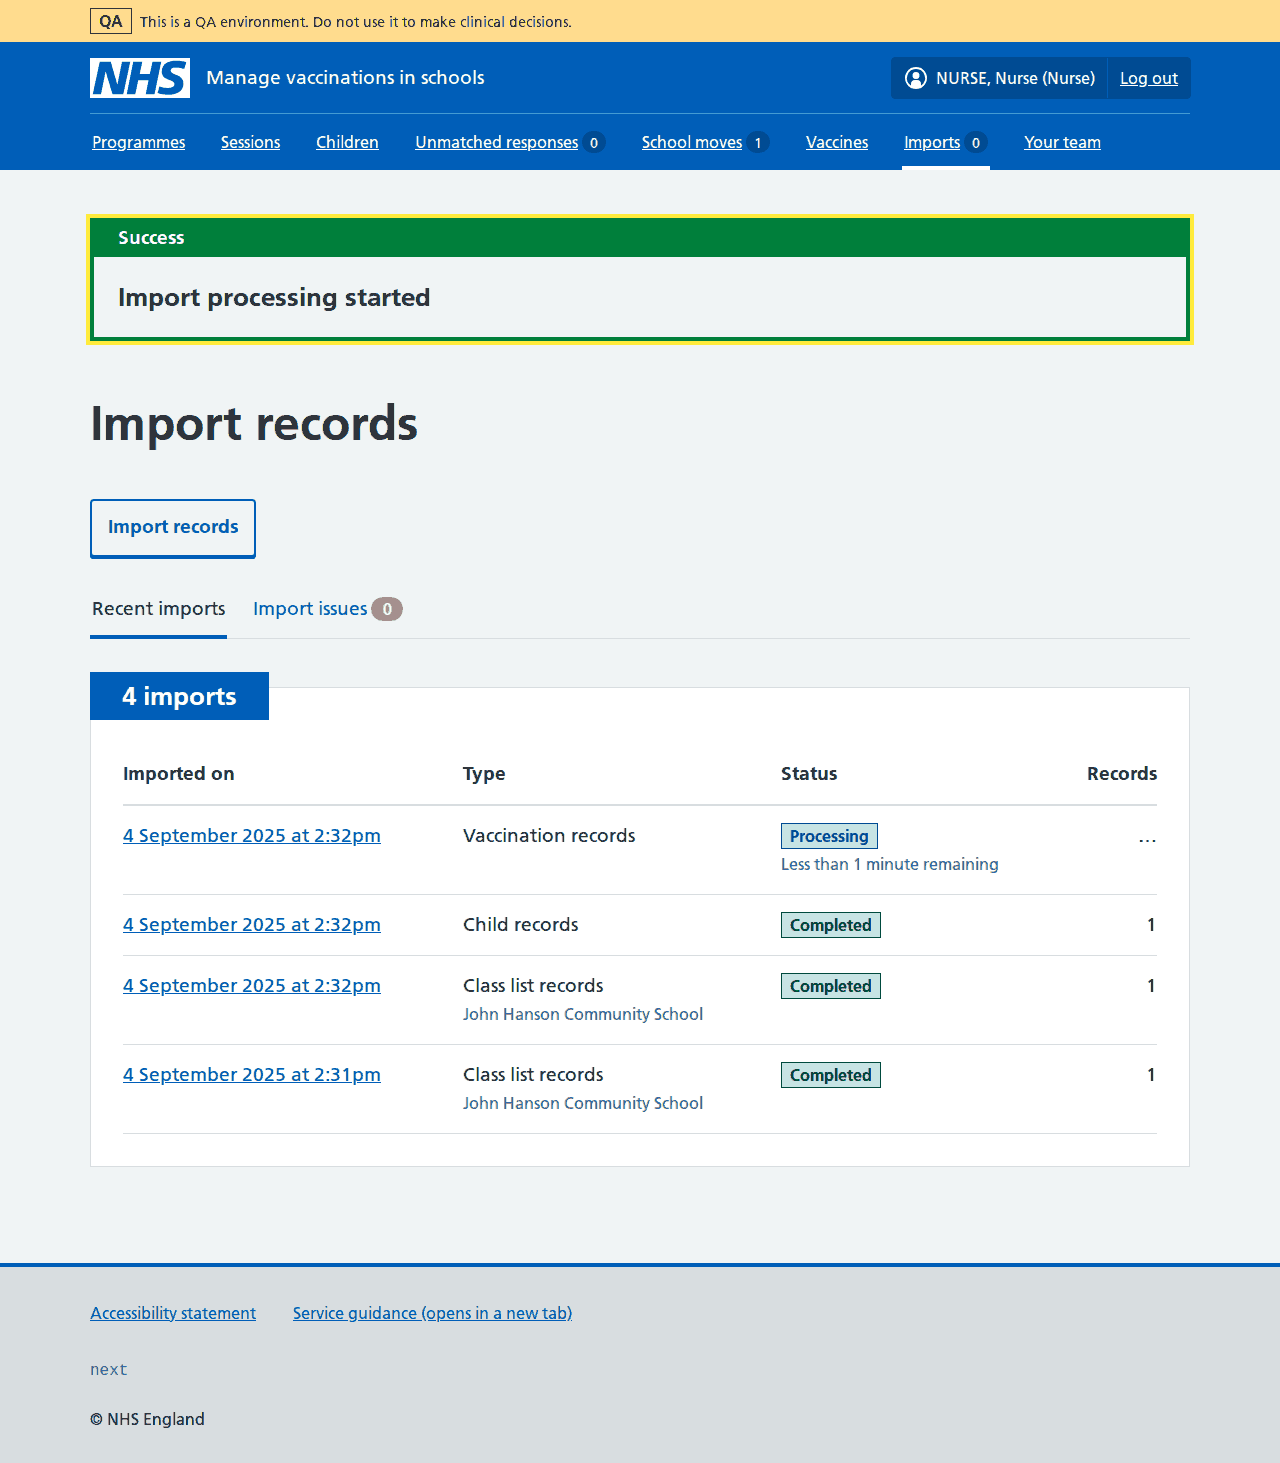 QA This is a QA environment. Do not use it to make clinical decisions.
NHS Manage vaccinations in schools NURSE, Nurse (Nurse) Log out
Programmes Sessions Children Unmatched responses 0 School moves 1 Vaccines Imports 0 Your team
Success
Import processing started
Import records
Import records
Recent imports Import issues 0
4 imports
Imported on Type Status Records
4 September 2025 at 2:32pm Vaccination records Processing ...
Less than 1 minute remaining
4 September 2025 at 2:32pm Child records Completed 1
4 September 2025 at 2:32pm Class list records Completed 1
John Hanson Community School
4 September 2025 at 2:31pm Class list records Completed 1
John Hanson Community School
Accessibility statement Service guidance (opens in a new tab)
next
© NHS England